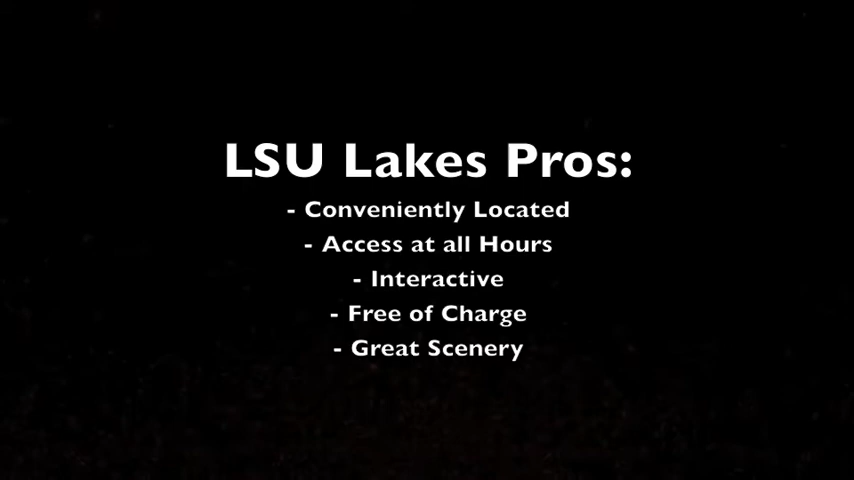 LSU Lakes Pros:
- Conveniently Located
- Access at all Hours
- Interactive
- Free of Charge
- Great Scenery